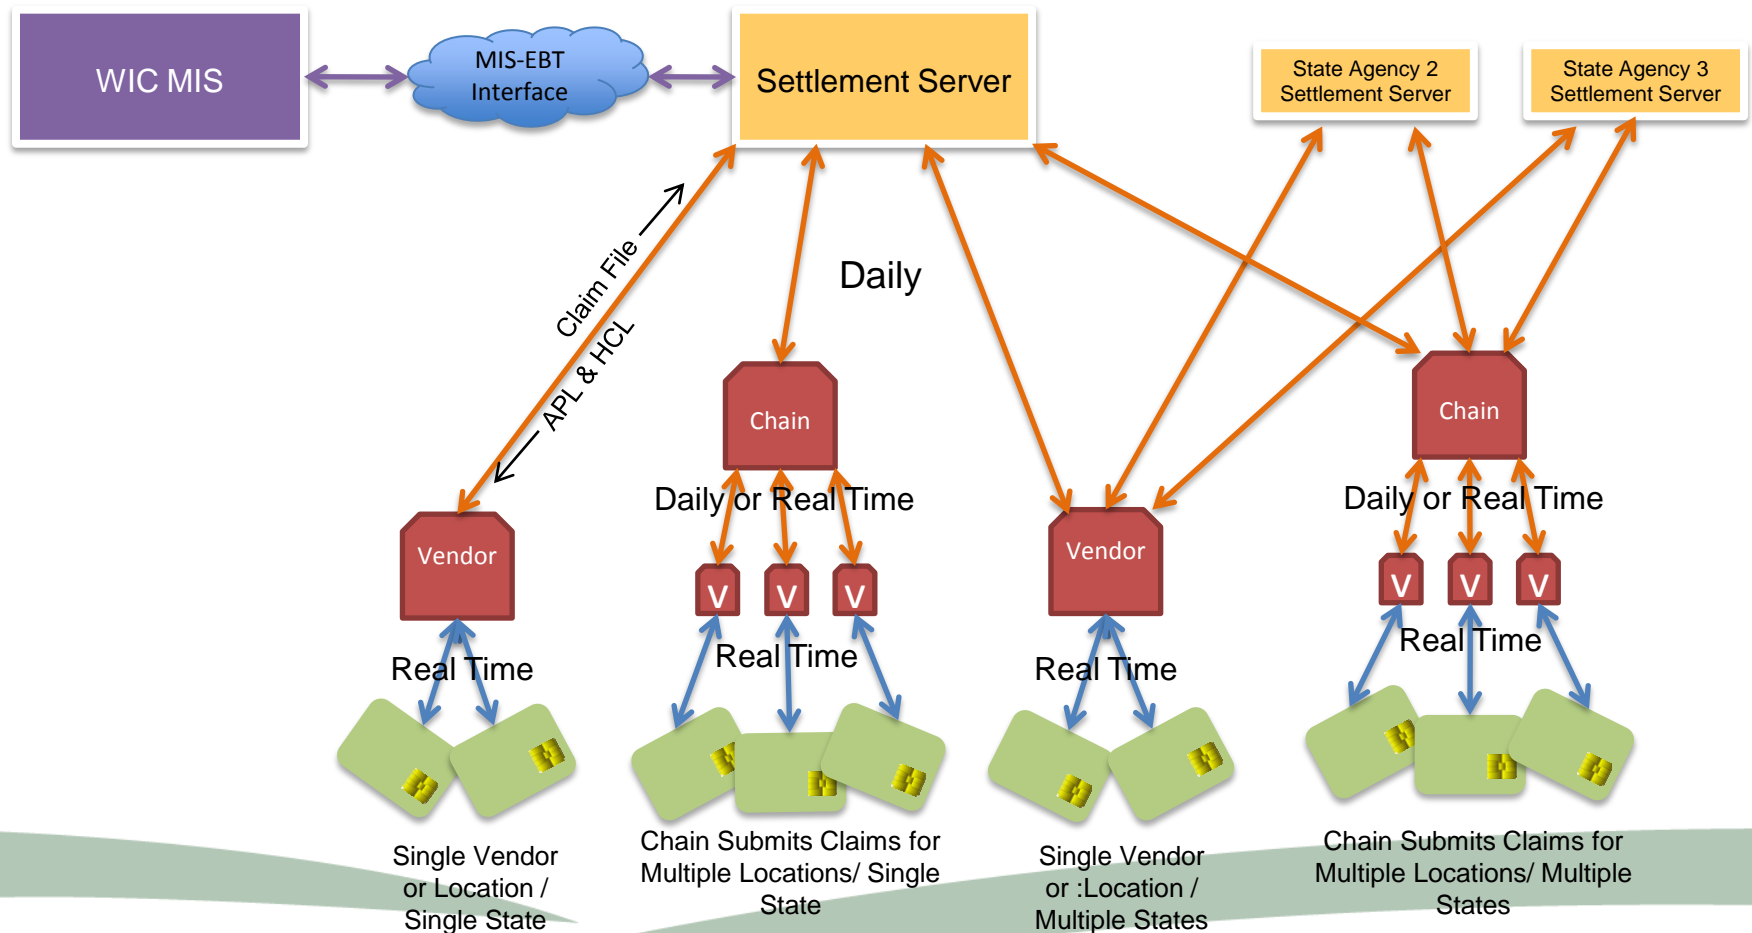 WIC MIS
MIS-EBT
Interface
Settlement Server
State Agency 2
Settlement Server
State Agency 3
Settlement Server
Claim File
APL & HCL
Daily
Chain
Chain
Daily or Real Time
Daily or Real Time
Vendor
Vendor
V
V
V
V
V
V
Real Time
Real Time
Real Time
Real Time
Single Vendor
or Location /
Single State
Chain Submits Claims for
Multiple Locations/ Single
State
Single Vendor
or :Location /
Multiple States
Chain Submits Claims for
Multiple Locations/ Multiple
States